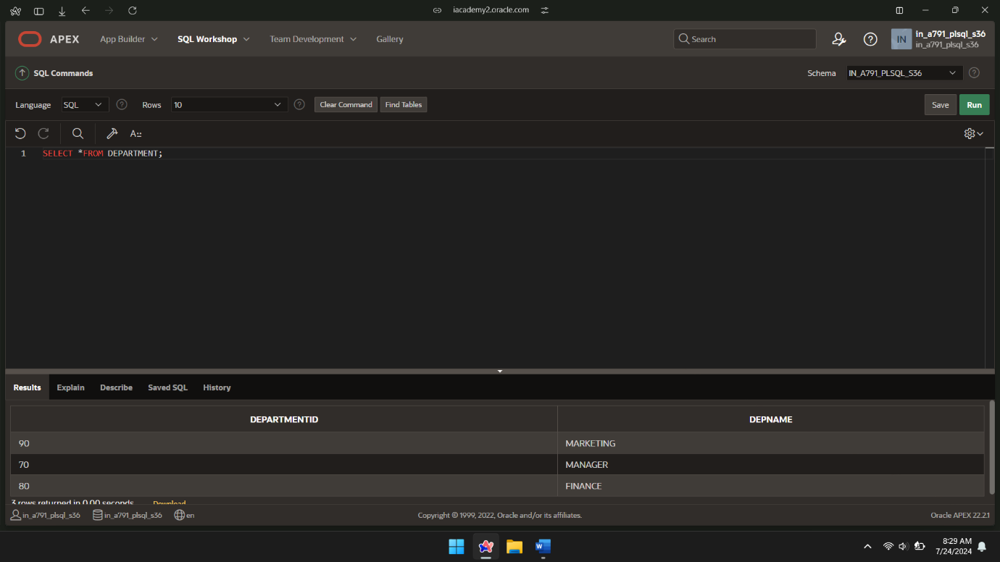 iacademy2.oracle.com
APEX App Builder SQL Workshop Team Development Gallery Search IN in_a791_plsql_s36
in_a791_plsql_s36
SQL Commands Schema IN_A791_PLSQL_S36
Language SQL Rows 10 Clear Command Find Tables Save Run
A::
1 SELECT *FROM DEPARTMENT;
Results Explain Describe Saved SQL History
DEPARTMENTID DEPNAME
90 MARKETING
70 MANAGER
80 FINANCE
3 rows returned in 0.00 seconds Download
in_a791_plsql_s36 in_a791_plsql_s36 en Copyright © 1999, 2022, Oracle and/or its affiliates. Oracle APEX 22.2.1
8:29 AM
7/24/2024